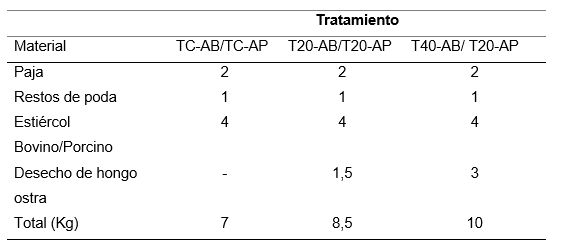 Tratamiento
Material TC-AB/TC-AP T20-AB/T20-AP T40-AB/ T20-AP
Paja 2 2 2
Restos de poda 1 1 1
Estiércol 4 4 4
Bovino/Porcino
Desecho de hongo - 1,5 3
ostra
Total (Kg) 7 8,5 10